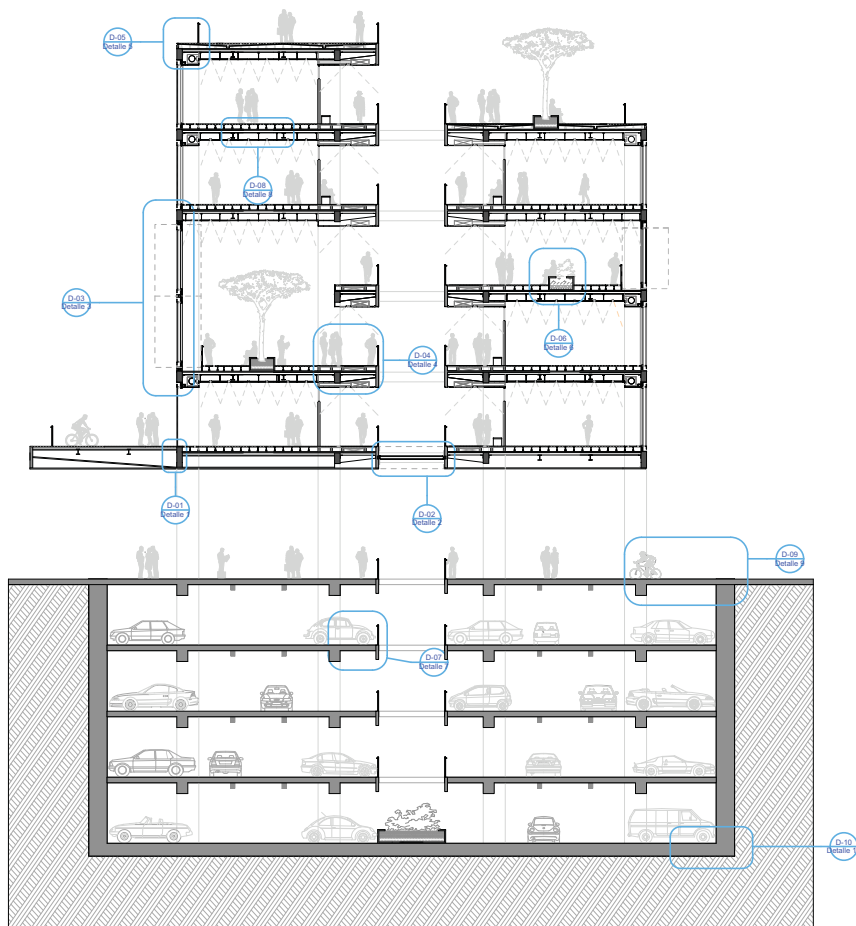 D-05
Detalle 5
D-08
Detalle 8
D-03
Detalle 3
D-06
Detalle 6
D-04
Detalle 4
D-01
Detalle 1
D-02
Detalle 2
D-09
Detalle 9
D-07
Detalle
D-10
Detalle 1